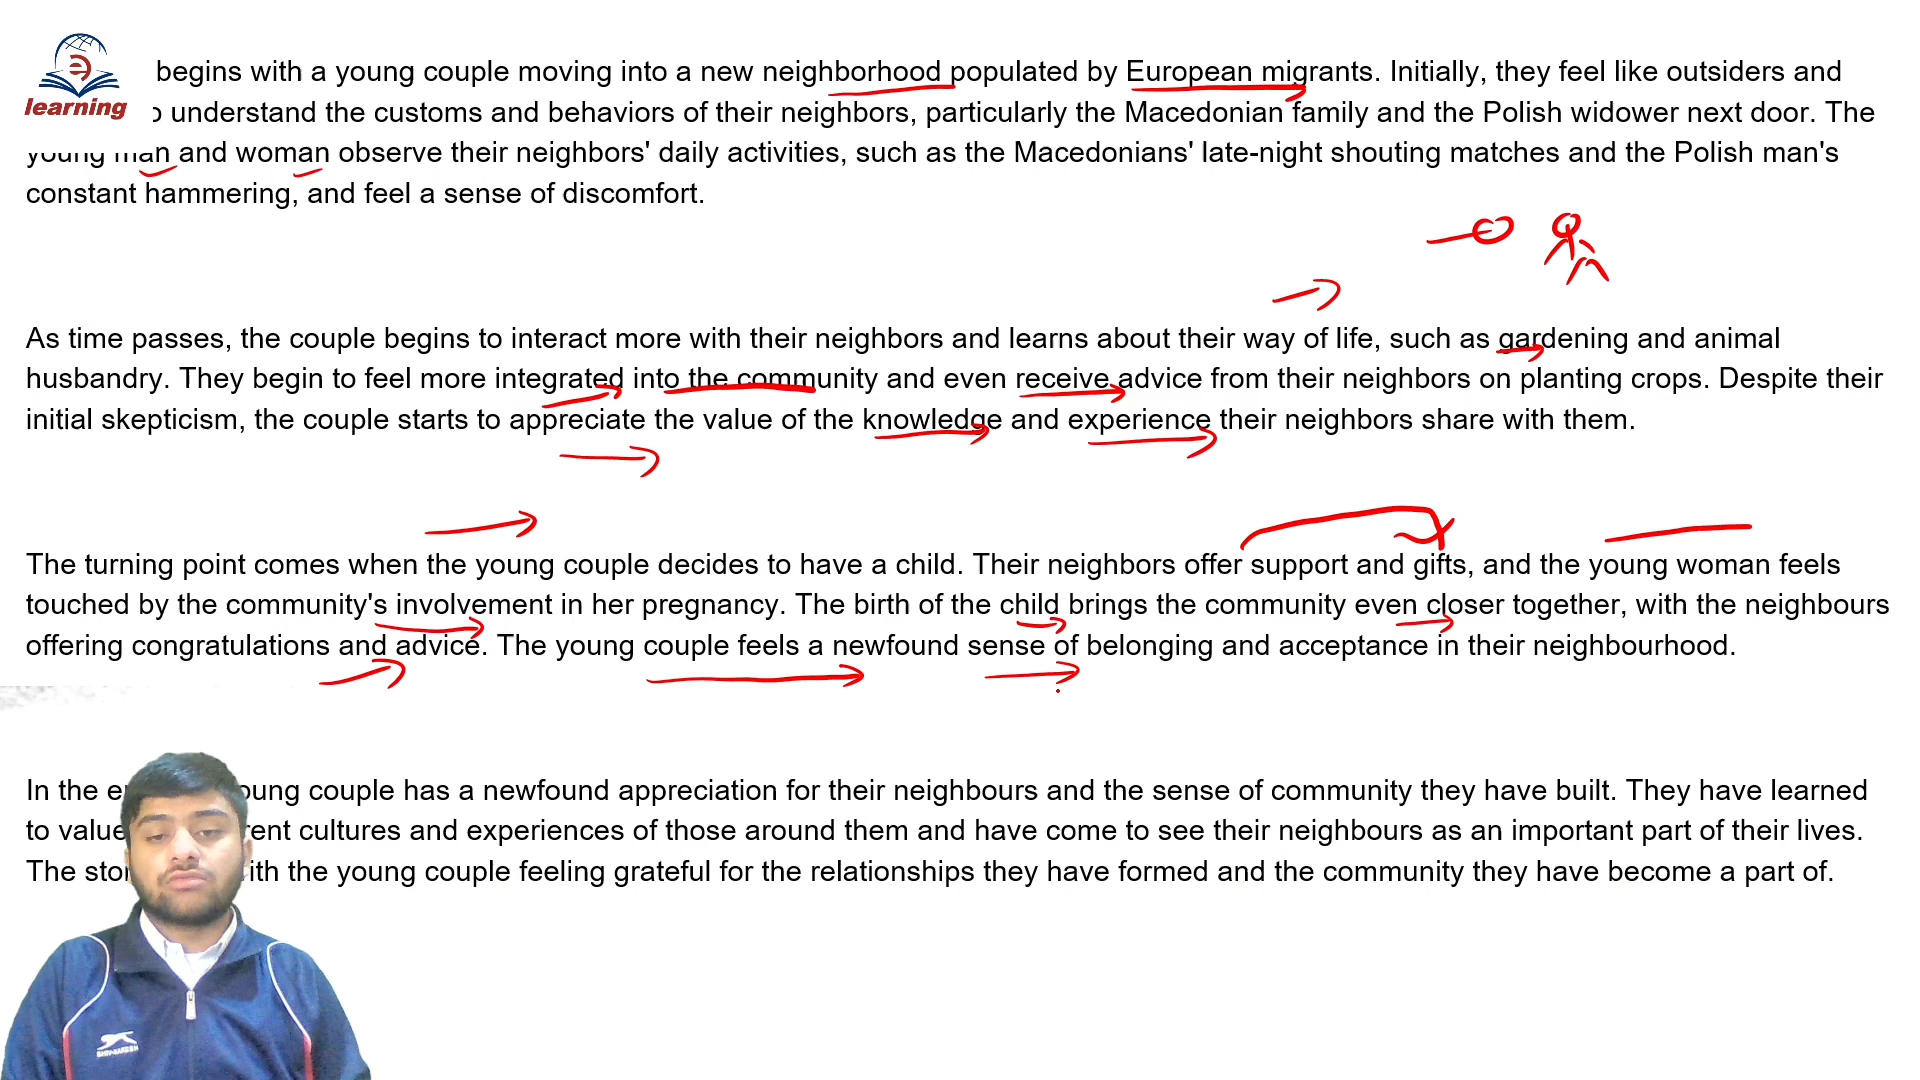 learning
begins with a young couple moving into a new neighborhood populated by European migrants. Initially, they feel like outsiders and
understand the customs and behaviors of their neighbors, particularly the Macedonian family and the Polish widower next door. The
young man and woman observe their neighbors' daily activities, such as the Macedonians' late-night shouting matches and the Polish man's
constant hammering, and feel a sense of discomfort.
As time passes, the couple begins to interact more with their neighbors and learns about their way of life, such as gardening and animal
husbandry. They begin to feel more integrated into the community and even receive advice from their neighbors on planting crops. Despite their
initial skepticism, the couple starts to appreciate the value of the knowledge and experience their neighbors share with them.
The turning point comes when the young couple decides to have a child. Their neighbors offer support and gifts, and the young woman feels
touched by the community's involvement in her pregnancy. The birth of the child brings the community even closer together, with the neighbours
offering congratulations and advice. The young couple feels a newfound sense of belonging and acceptance in their neighbourhood.
In the oung couple has a newfound appreciation for their neighbours and the sense of community they have built. They have learned
to value rent cultures and experiences of those around them and have come to see their neighbours as an important part of their lives.
The ith the young couple feeling grateful for the relationships they have formed and the community they have become a part of.